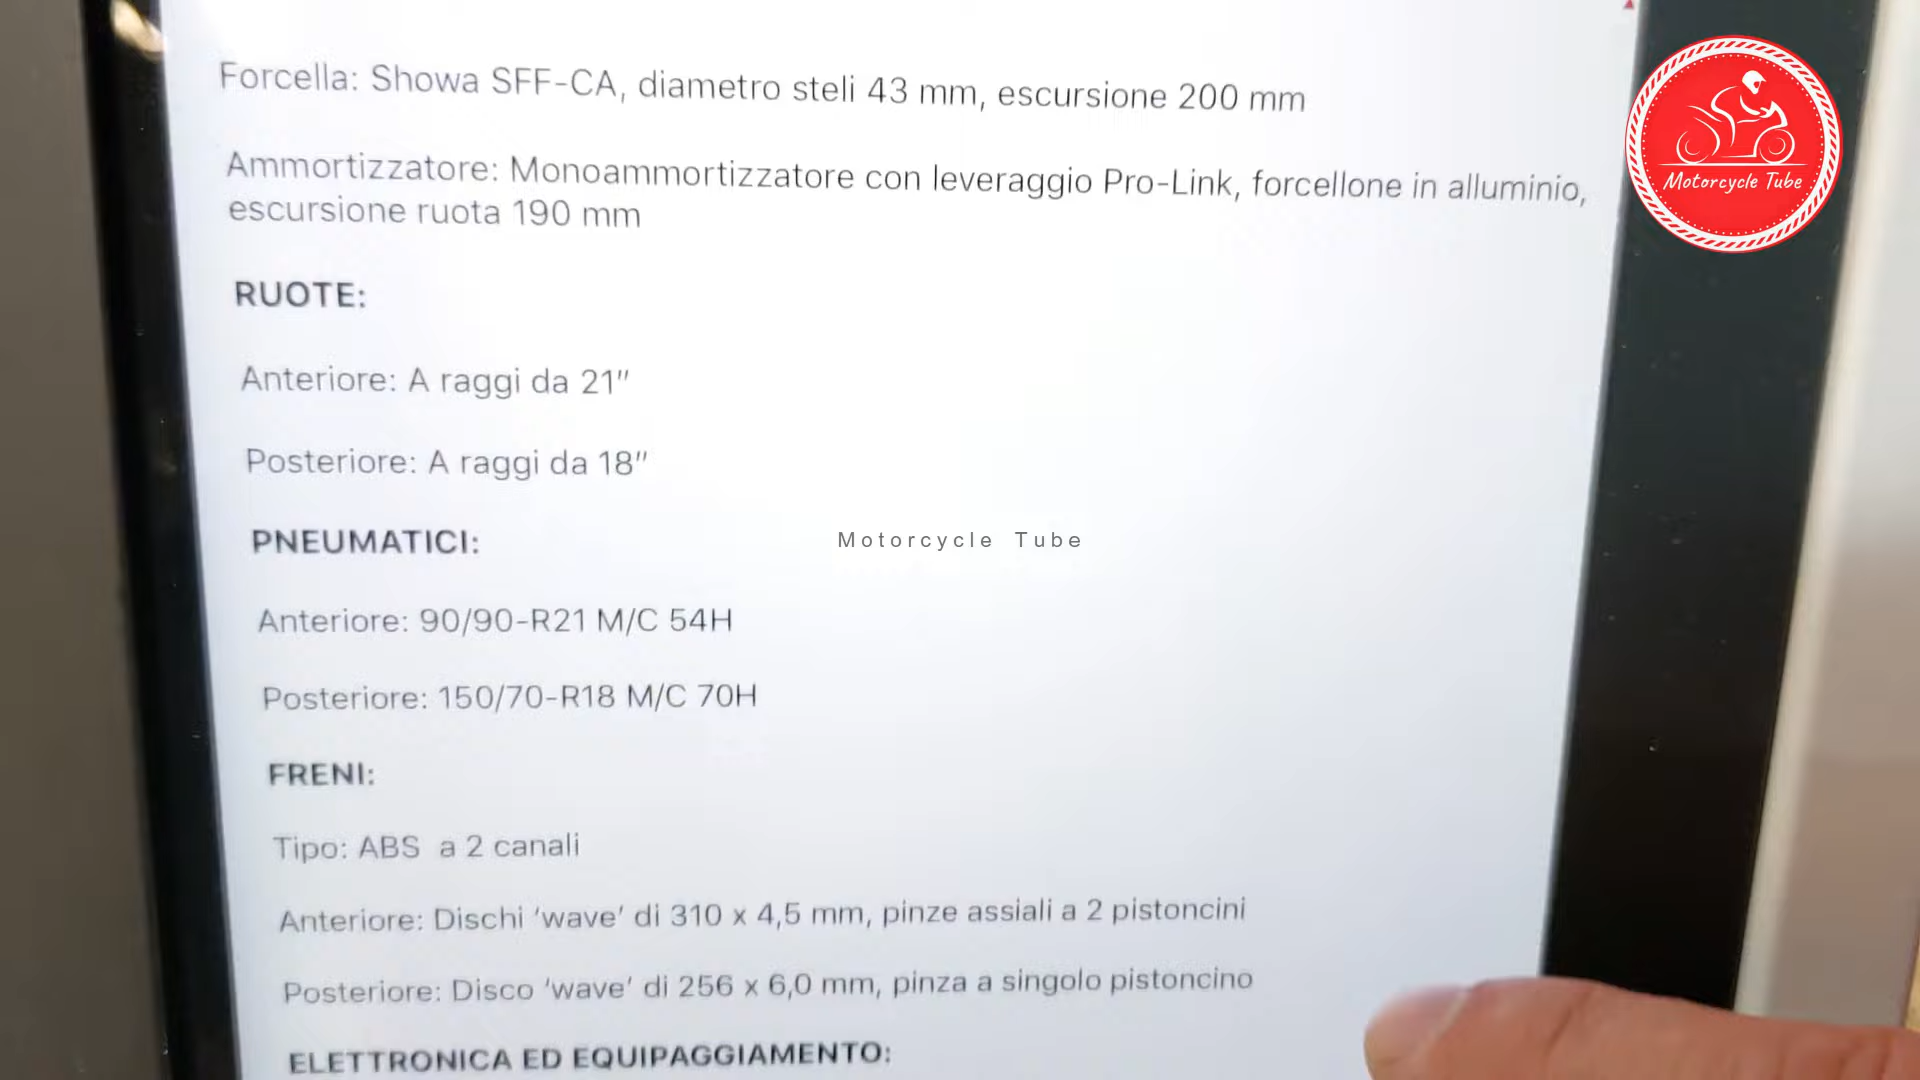 Forcella: Showa SFF-CA, diametro steli 43 mm, escursione 200 mm
Ammortizzatore: Monoammortizzatore con leveraggio Pro-Link, forcellone in alluminio,
escursione ruota 190 mm
Motorcycle Tube
RUOTE:
Anteriore: A raggi da 21″
Posteriore: A raggi da 18″
PNEUMATICI:
Motorcycle Tube
Anteriore: 90/90-R21 M/C 54H
Posteriore: 150/70-R18 M/C 70H
FRENI:
Tipo: ABS  a 2 canali
Anteriore: Dischi ‘wave’ di 310 x 4,5 mm, pinze assiali a 2 pistoncini
Posteriore: Disco ‘wave’ di 256 x 6,0 mm, pinza a singolo pistoncino
ELETTRONICA ED EQUIPAGGIAMENTO: